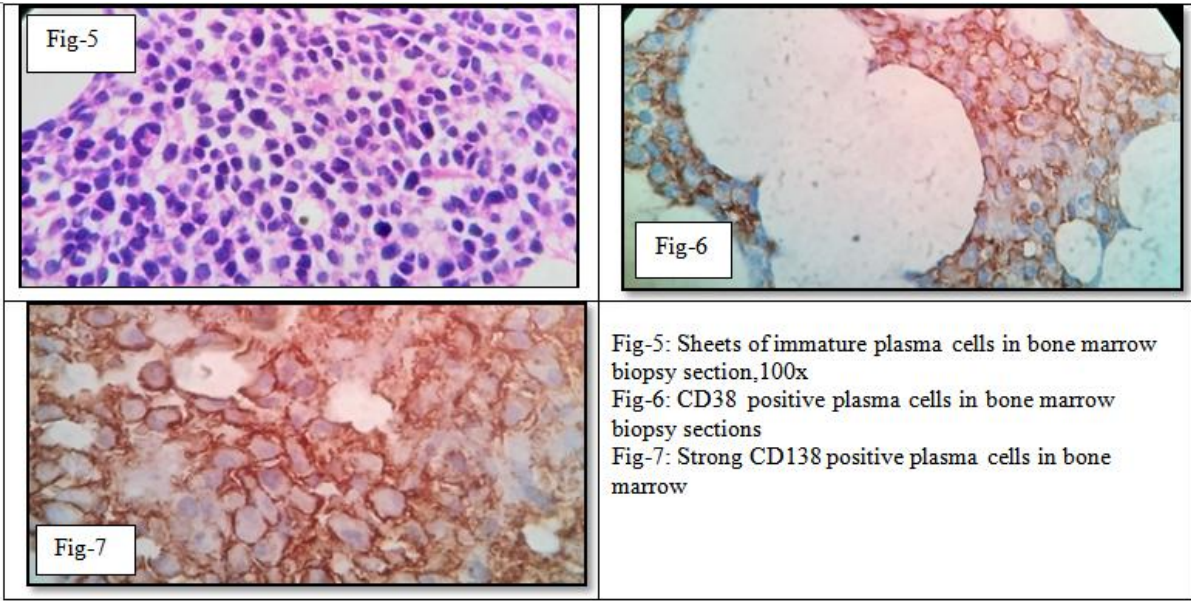 Fig-5
Fig-6
Fig-7
Fig-5: Sheets of immature plasma cells in bone marrow
biopsy section,100x
Fig-6: CD38 positive plasma cells in bone marrow
biopsy sections
Fig-7: Strong CD138 positive plasma cells in bone
marrow